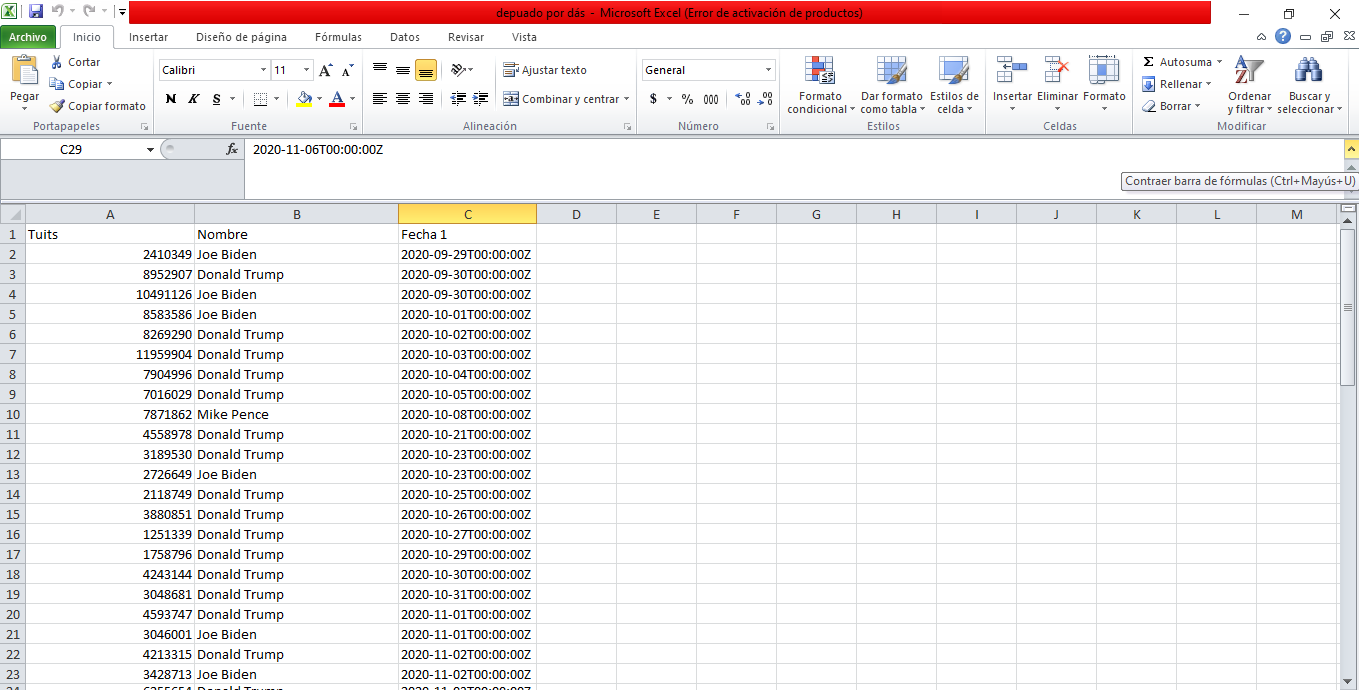 depuado por dás - Microsoft Excel (Error de activación de productos)
Archivo Inicio Insertar Diseño de página Fórmulas Datos Revisar Vista
Pegar
Cortar
Copiar
Copiar formato
Portapapeles
Calibri 11
N K S
Fuente
Ajustar texto
Combinar y centrar
Alineación
General
$ % 000
Número
Formato condicional
Dar formato como tabla
Estilos de celda
Estilos
Insertar Eliminar Formato
Celdas
Autosuma
Rellenar
Borrar
Ordenar y filtrar
Buscar y seleccionar
Modificar
C29 fx 2020-11-06T00:00:00Z
Contraer barra de fórmulas (Ctrl+Mayús+U)
A B C D E F G H I J K L M
1 Tuits Nombre Fecha 1
2 2410349 Joe Biden 2020-09-29T00:00:00Z
3 8952907 Donald Trump 2020-09-30T00:00:00Z
4 10491126 Joe Biden 2020-09-30T00:00:00Z
5 8583586 Joe Biden 2020-10-01T00:00:00Z
6 8269290 Donald Trump 2020-10-02T00:00:00Z
7 11959904 Donald Trump 2020-10-03T00:00:00Z
8 7904996 Donald Trump 2020-10-04T00:00:00Z
9 7016029 Donald Trump 2020-10-05T00:00:00Z
10 7871862 Mike Pence 2020-10-08T00:00:00Z
11 4558978 Donald Trump 2020-10-21T00:00:00Z
12 3189530 Donald Trump 2020-10-23T00:00:00Z
13 2726649 Joe Biden 2020-10-23T00:00:00Z
14 2118749 Donald Trump 2020-10-25T00:00:00Z
15 3880851 Donald Trump 2020-10-26T00:00:00Z
16 1251339 Donald Trump 2020-10-27T00:00:00Z
17 1758796 Donald Trump 2020-10-29T00:00:00Z
18 4243144 Donald Trump 2020-10-30T00:00:00Z
19 3048681 Donald Trump 2020-10-31T00:00:00Z
20 4593747 Donald Trump 2020-11-01T00:00:00Z
21 3046001 Joe Biden 2020-11-01T00:00:00Z
22 4213315 Donald Trump 2020-11-02T00:00:00Z
23 3428713 Joe Biden 2020-11-02T00:00:00Z